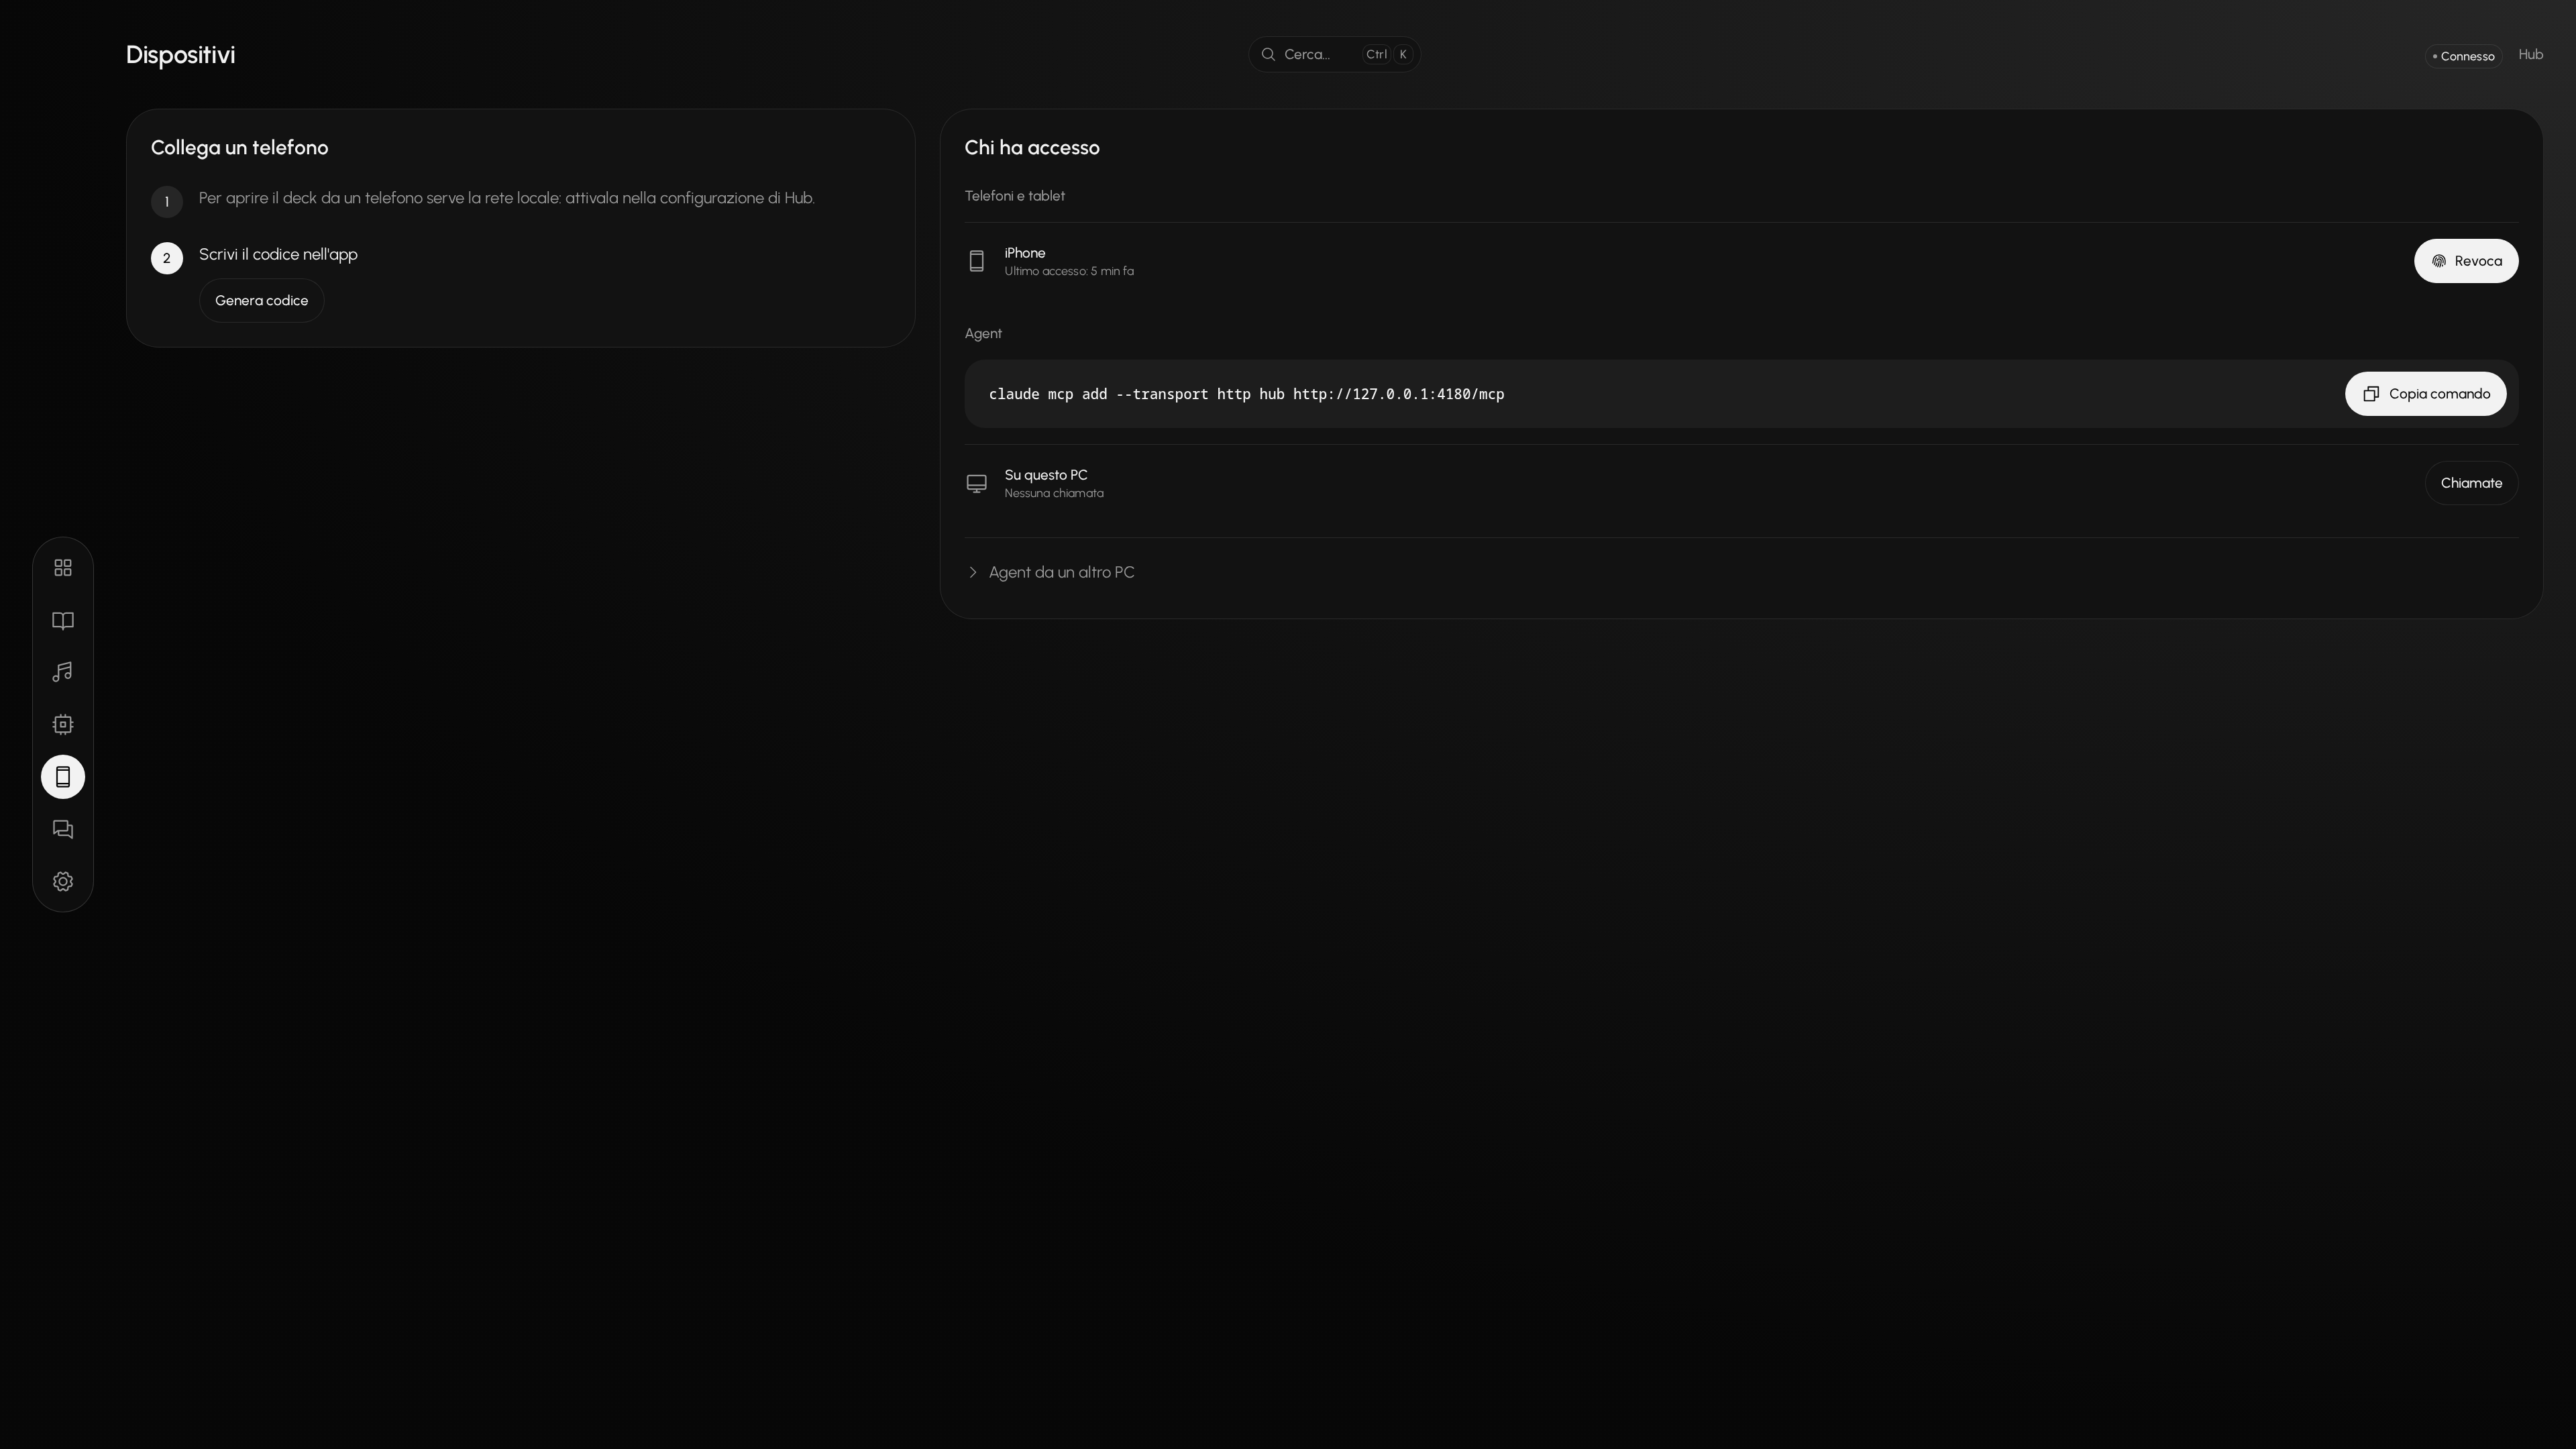 Dispositivi
Cerca...
Ctrl K
Connesso
Hub
Collega un telefono
1
Per aprire il deck da un telefono serve la rete locale: attivala nella configurazione di Hub.
2
Scrivi il codice nell'app
Genera codice
Chi ha accesso
Telefoni e tablet
iPhone
Ultimo accesso: 5 min fa
Revoca
Agent
claude mcp add --transport http hub http://127.0.0.1:4180/mcp
Copia comando
Su questo PC
Nessuna chiamata
Chiamate
Agent da un altro PC